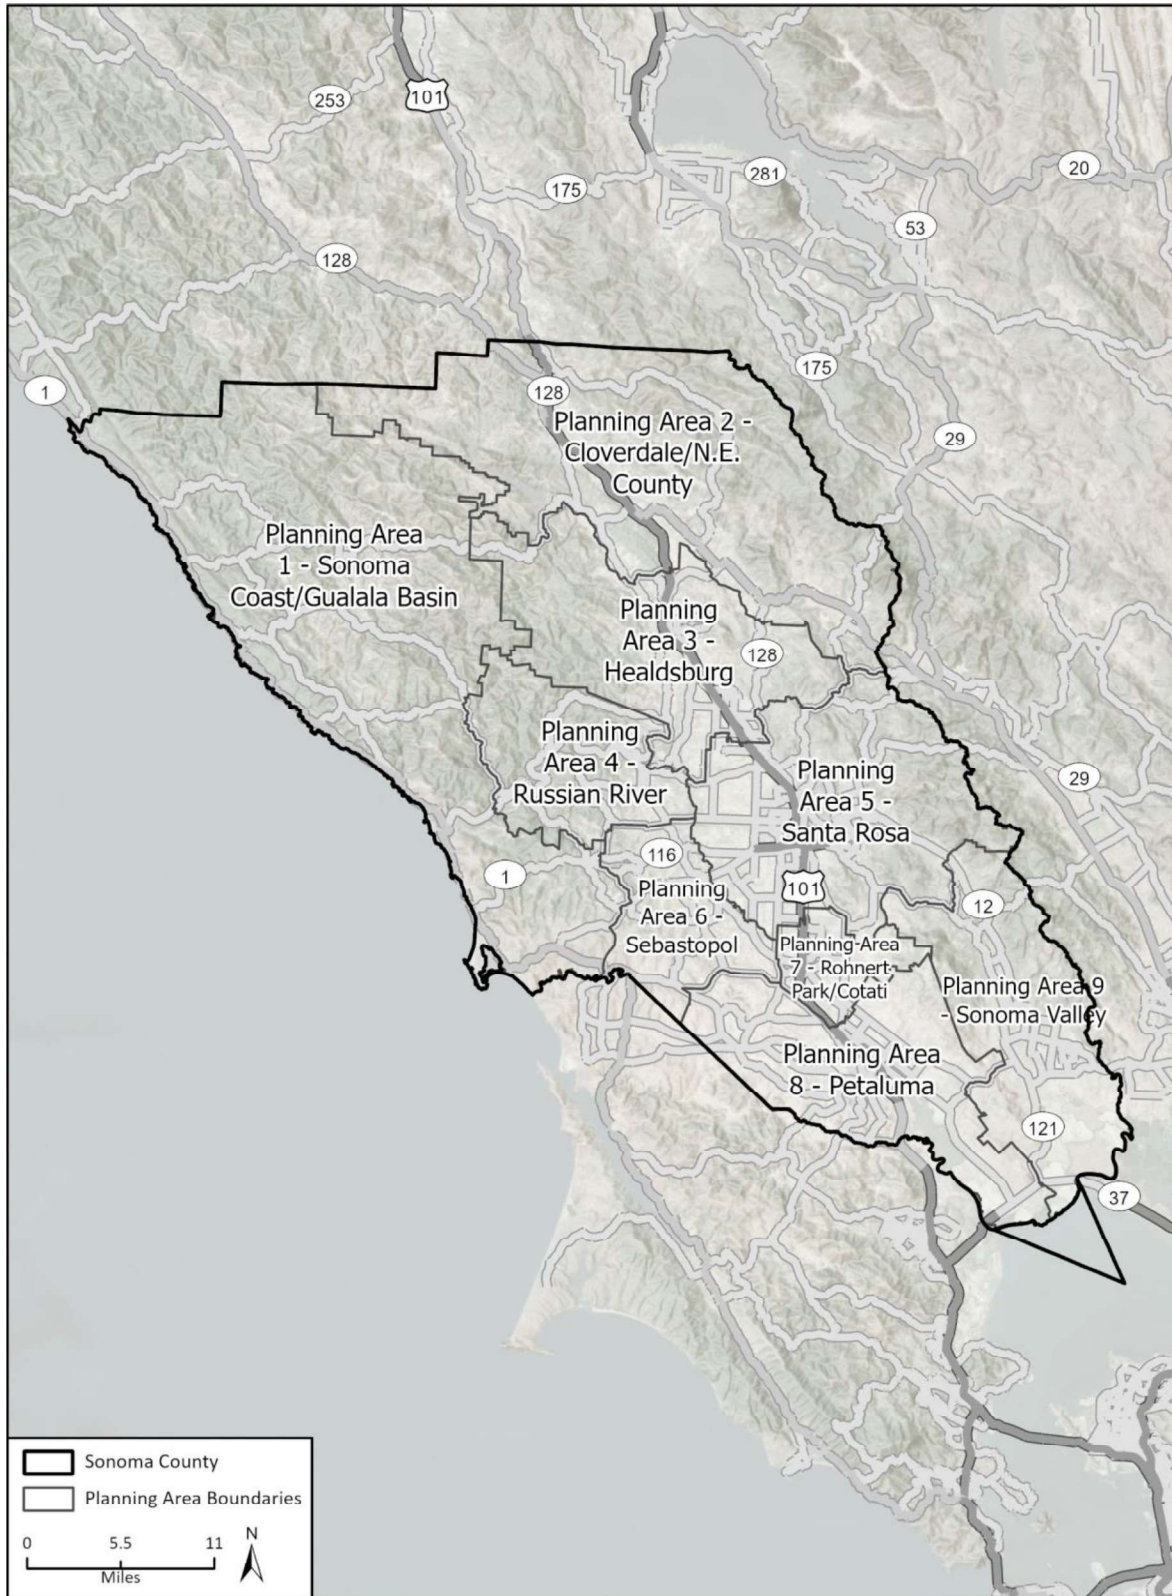 101
253
20
281
175
53
128
175
1
128
Planning Area 2 -
Cloverdale/N.E.
County
29
Planning Area
1 - Sonoma
Coast/Gualala Basin
Planning
Area 3 -
Healdsburg
128
Planning
Area 4 -
Russian River
Planning
Area 5 -
Santa Rosa
29
116
1
101
12
Planning
Area 6 -
Sebastopol
Planning Area
7 - Rohnert
Park/Cotati
Planning Area 9
- Sonoma Valley
Planning Area
8 - Petaluma
121
37
Sonoma County
Planning Area Boundaries
0 5.5 11
Miles
N